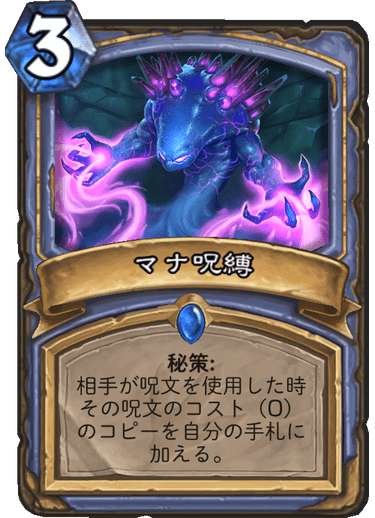 3
マナ呪縛
秘策:
相手が呪文を使用した時
その呪文のコスト（0）
のコピーを自分の手札に
加える。